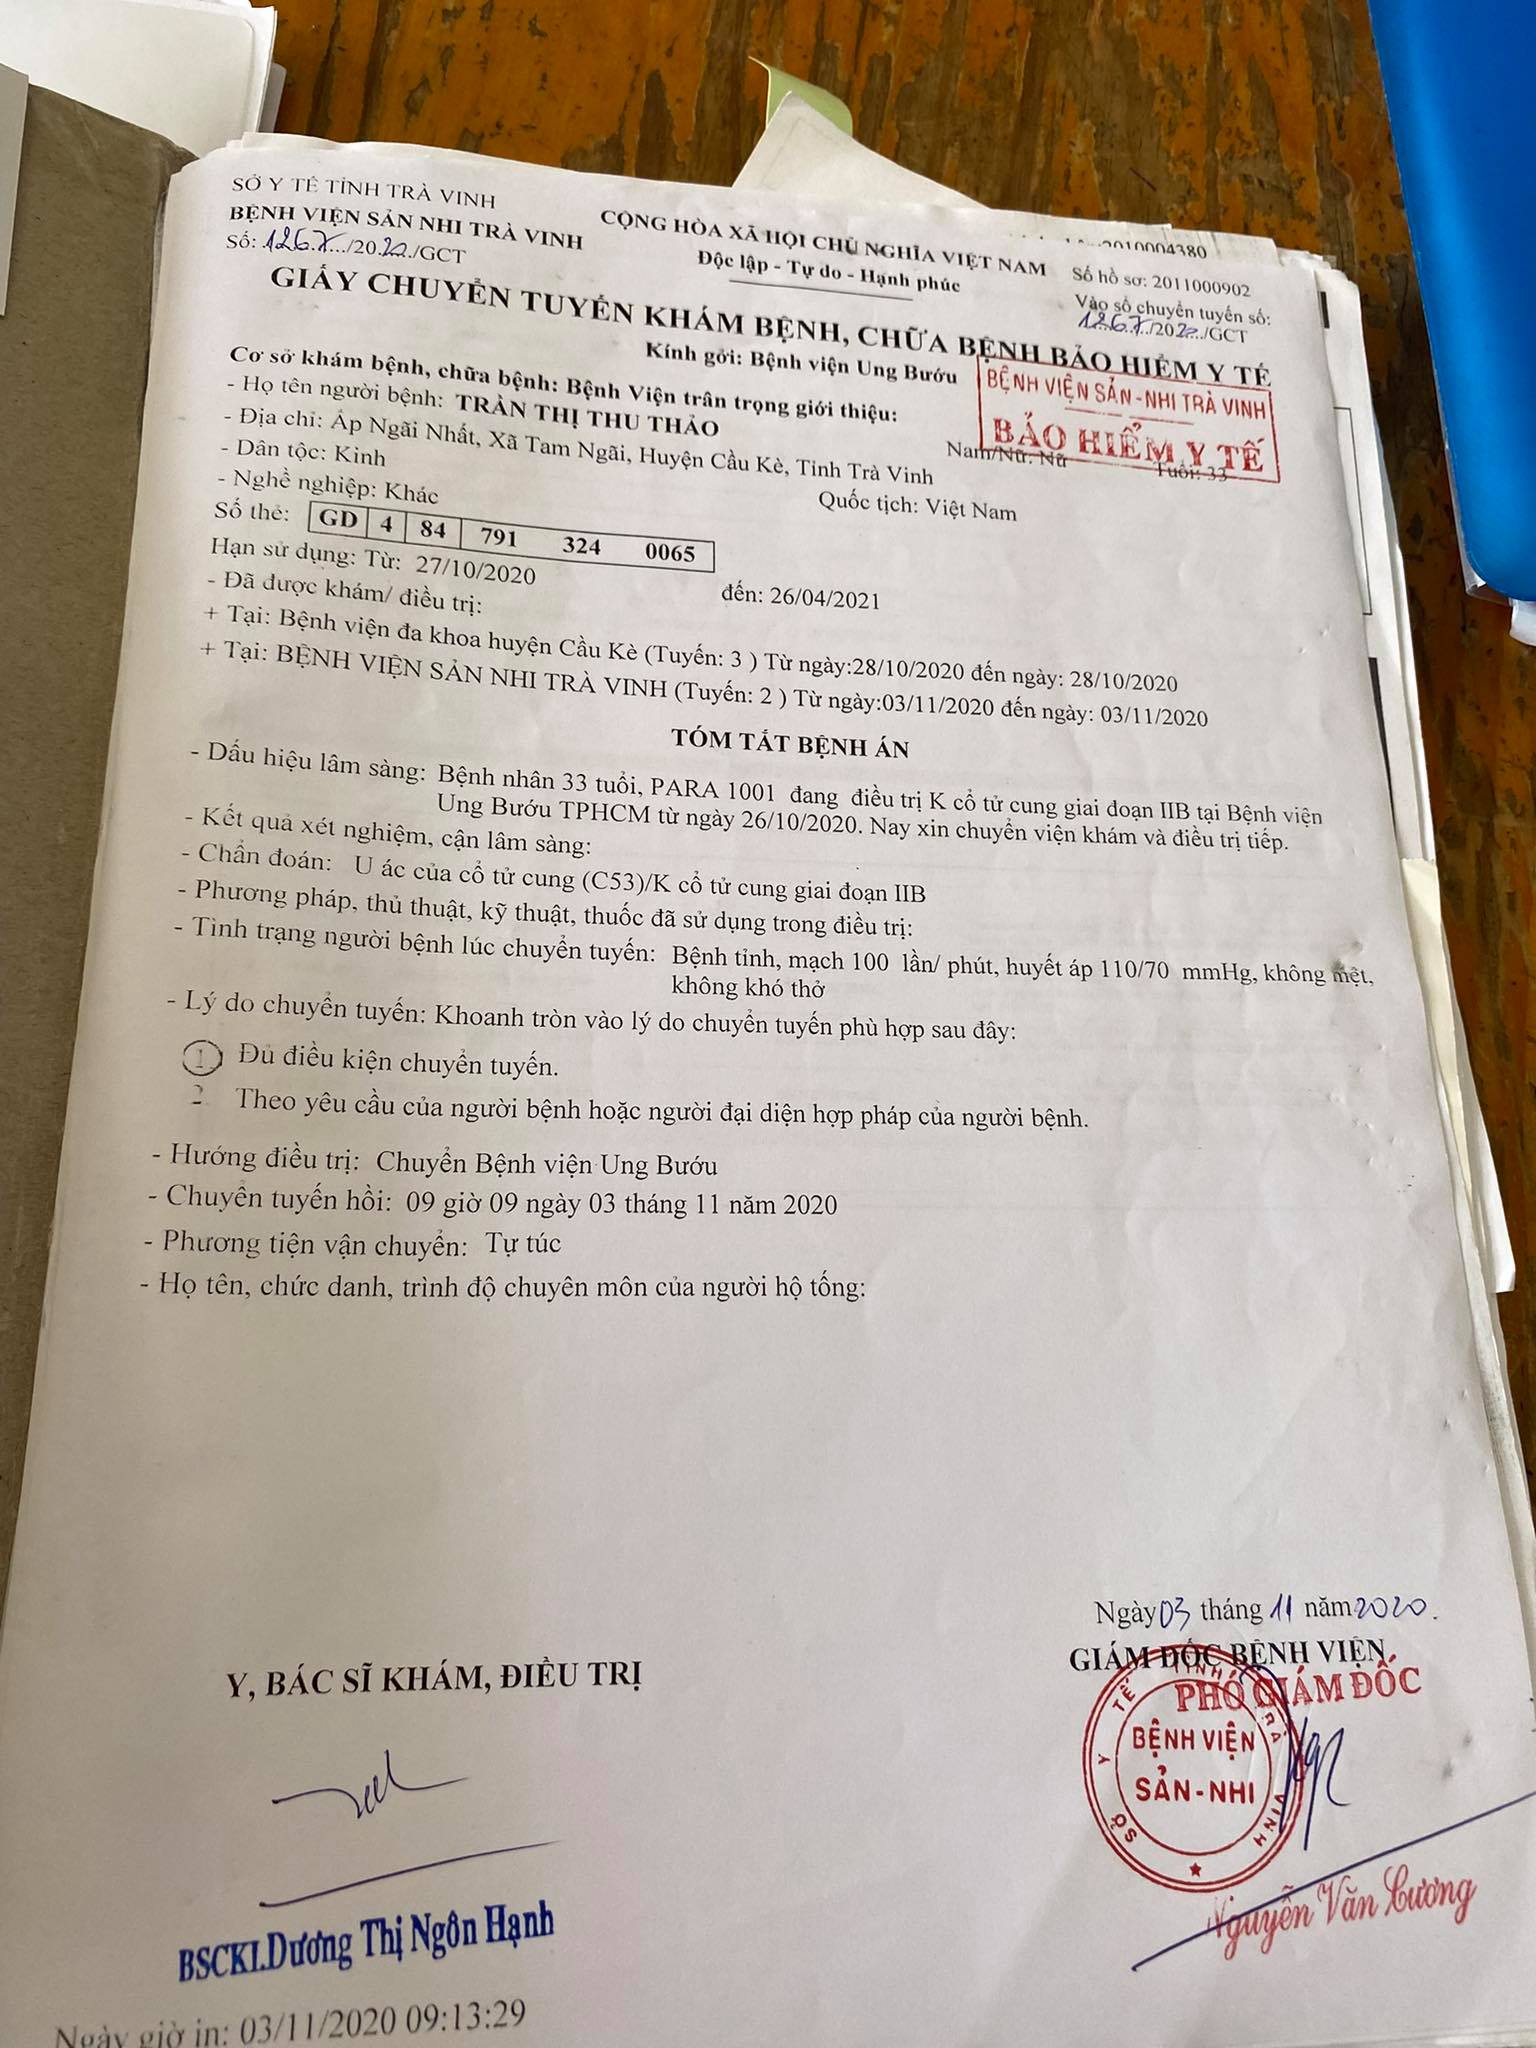 SỞ Y TẾ TỈNH TRÀ VINH
BỆNH VIỆN SẢN NHI TRÀ VINH
Số: 1267/2020/GCT
CỘNG HÒA XÃ HỘI CHỦ NGHĨA VIỆT NAM
Độc lập - Tự do - Hạnh phúc
2010004380
Số hồ sơ: 2011000902
Vào sổ chuyển tuyến số:
1267/2020/GCT
GIẤY CHUYỂN TUYẾN KHÁM BỆNH, CHỮA BỆNH BẢO HIỂM Y TẾ
Kính gởi: Bệnh viện Ung Bướu
BỆNH VIỆN SẢN-NHI TRÀ VINH
BẢO HIỂM Y TẾ
Cơ sở khám bệnh, chữa bệnh: Bệnh Viện trân trọng giới thiệu:
- Họ tên người bệnh: TRẦN THỊ THU THẢO Nam/Nữ: Nữ Tuổi: 33
- Địa chỉ: Ấp Ngãi Nhất, Xã Tam Ngãi, Huyện Cầu Kè, Tỉnh Trà Vinh
- Dân tộc: Kinh Quốc tịch: Việt Nam
- Nghề nghiệp: Khác
Số thẻ: GD 4 84 791 324 0065
Hạn sử dụng: Từ: 27/10/2020 đến: 26/04/2021
- Đã được khám/ điều trị:
+ Tại: Bệnh viện đa khoa huyện Cầu Kè (Tuyến: 3 ) Từ ngày:28/10/2020 đến ngày: 28/10/2020
+ Tại: BỆNH VIỆN SẢN NHI TRÀ VINH (Tuyến: 2 ) Từ ngày:03/11/2020 đến ngày: 03/11/2020
TÓM TẮT BỆNH ÁN
- Dấu hiệu lâm sàng: Bệnh nhân 33 tuổi, PARA 1001 đang điều trị K cổ tử cung giai đoạn IIB tại Bệnh viện
Ung Bướu TPHCM từ ngày 26/10/2020. Nay xin chuyển viện khám và điều trị tiếp.
- Kết quả xét nghiệm, cận lâm sàng:
- Chẩn đoán: U ác của cổ tử cung (C53)/K cổ tử cung giai đoạn IIB
- Phương pháp, thủ thuật, kỹ thuật, thuốc đã sử dụng trong điều trị:
- Tình trạng người bệnh lúc chuyển tuyến: Bệnh tỉnh, mạch 100 lần/ phút, huyết áp 110/70 mmHg, không mệt,
không khó thở
- Lý do chuyển tuyến: Khoanh tròn vào lý do chuyển tuyến phù hợp sau đây:
1. Đủ điều kiện chuyển tuyến.
2 Theo yêu cầu của người bệnh hoặc người đại diện hợp pháp của người bệnh.
- Hướng điều trị: Chuyển Bệnh viện Ung Bướu
- Chuyển tuyến hồi: 09 giờ 09 ngày 03 tháng 11 năm 2020
- Phương tiện vận chuyển: Tự túc
- Họ tên, chức danh, trình độ chuyên môn của người hộ tống:
Ngày 03 tháng 11 năm 2020.
Y, BÁC SĨ KHÁM, ĐIỀU TRỊ
GIÁM ĐỐC BỆNH VIỆN
PHÓ GIÁM ĐỐC
SỞ Y TẾ TỈNH TRÀ VINH
BỆNH VIỆN
SẢN-NHI
BSCKI.Dương Thị Ngôn Hạnh
Nguyễn Văn Cương
Ngày giờ in: 03/11/2020 09:13:29